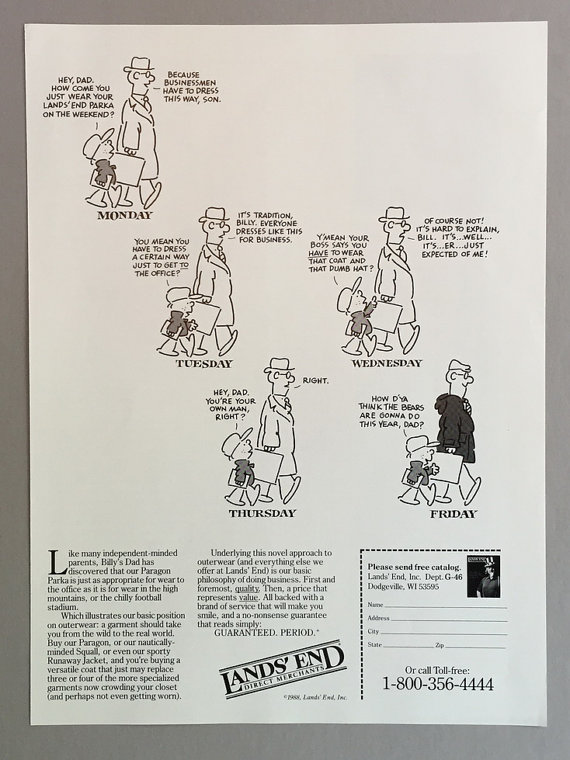 HEY, DAD.
HOW COME YOU
JUST WEAR YOUR
LANDS' END PARKA
ON THE WEEKEND?
BECAUSE
BUSINESSMEN
HAVE TO DRESS
THIS WAY, SON.
MONDAY
YOU MEAN YOU
HAVE TO DRESS
A CERTAIN WAY
JUST TO GET TO
THE OFFICE?
IT'S TRADITION,
BILLY. EVERYONE
DRESSES LIKE THIS
FOR BUSINESS.
TUESDAY
Y'MEAN YOUR
BOSS SAYS YOU
HAVE TO WEAR
THAT COAT AND
THAT DUMB HAT?
OF COURSE NOT!
IT'S HARD TO EXPLAIN,
BILL. IT'S...WELL...
IT'S...ER...JUST
EXPECTED OF ME!
WEDNESDAY
HEY, DAD.
YOU'RE YOUR
OWN MAN,
RIGHT?
RIGHT.
THURSDAY
HOW D'YA
THINK THE BEARS
ARE GONNA DO
THIS YEAR, DAD?
FRIDAY
Like many independent-minded
parents, Billy's Dad has
discovered that our Paragon
Parka is just as appropriate for wear to
the office as it is for wear in the high
mountains, or the chilly football
stadium.
Which illustrates our basic position
on outerwear: a garment should take
you from the wild to the real world.
Buy our Paragon, or our nautically-
minded Squall, or even our sporty
Runaway Jacket, and you're buying a
versatile coat that just may replace
three or four of the more specialized
garments now crowding your closet
(and perhaps not even getting worn).
Underlying this novel approach to
outerwear (and everything else we
offer at Lands' End) is our basic
philosophy of doing business. First and
foremost, quality. Then, a price that
represents value. All backed with a
brand of service that will make you
smile, and a no-nonsense guarantee
that reads simply:
GUARANTEED. PERIOD.®
LANDS' END
DIRECT MERCHANTS
©1988, Lands' End, Inc.
Please send free catalog.
Lands' End, Inc. Dept. G-46
Dodgeville, WI 53595
Name
Address
City
State Zip
Or call Toll-free:
1-800-356-4444